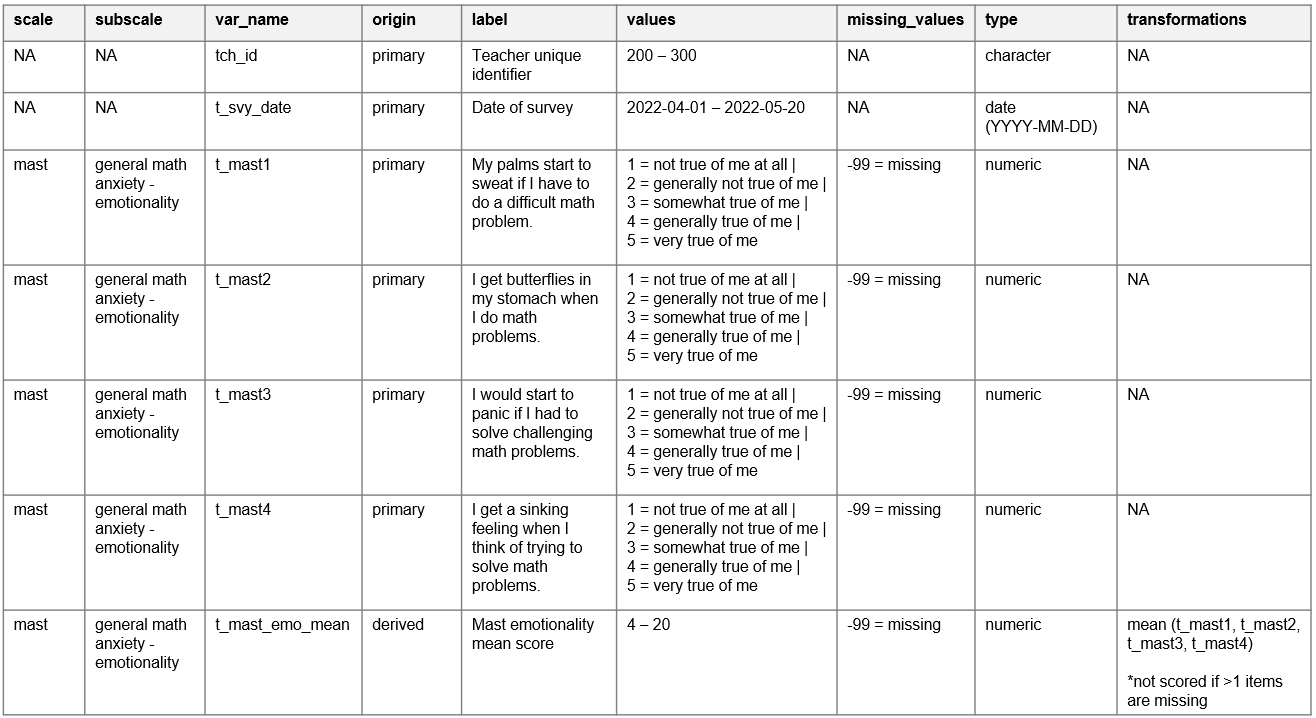 scale subscale var_name origin label values missing_values type transformations
NA NA tch_id primary Teacher unique 200 – 300 NA character NA
identifier
NA NA t_svy_date primary Date of survey 2022-04-01 – 2022-05-20 NA date NA
(YYYY-MM-DD)
mast general math t_mast1 primary My palms start to 1 = not true of me at all | -99 = missing numeric NA
anxiety - sweat if I have to 2 = generally not true of me |
emotionality do a difficult math 3 = somewhat true of me |
problem. 4 = generally true of me |
5 = very true of me
mast general math t_mast2 primary I get butterflies in 1 = not true of me at all | -99 = missing numeric NA
anxiety - my stomach when 2 = generally not true of me |
emotionality I do math 3 = somewhat true of me |
problems. 4 = generally true of me |
5 = very true of me
mast general math t_mast3 primary I would start to 1 = not true of me at all | -99 = missing numeric NA
anxiety - panic if I had to 2 = generally not true of me |
emotionality solve challenging 3 = somewhat true of me |
math problems. 4 = generally true of me |
5 = very true of me
mast general math t_mast4 primary I get a sinking 1 = not true of me at all | -99 = missing numeric NA
anxiety - feeling when I 2 = generally not true of me |
emotionality think of trying to 3 = somewhat true of me |
solve math 4 = generally true of me |
problems. 5 = very true of me
mast general math t_mast_emo_mean derived Mast emotionality 4 – 20 -99 = missing numeric mean (t_mast1, t_mast2,
anxiety - mean score t_mast3, t_mast4)
emotionality
*not scored if >1 items
are missing